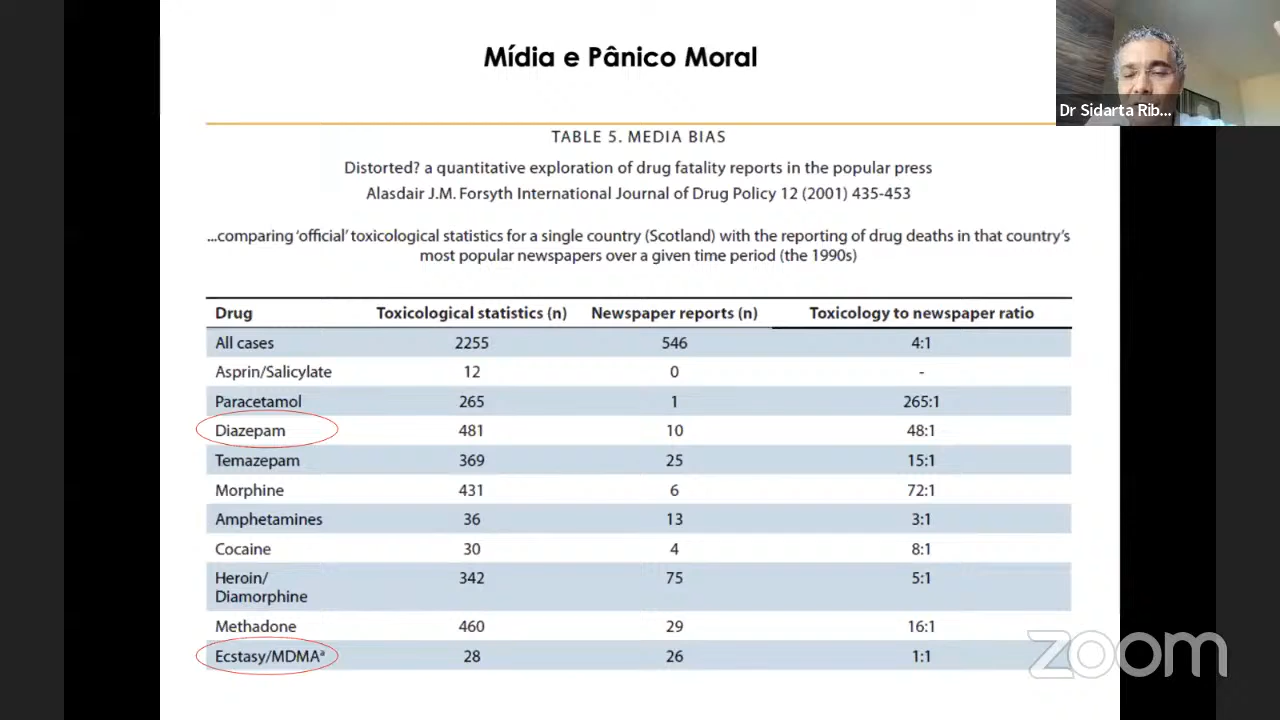 Mídia e Pânico Moral
Dr Sidarta Rib...
TABLE 5. MEDIA BIAS
Distorted? a quantitative exploration of drug fatality reports in the popular press
Alasdair J.M. Forsyth International Journal of Drug Policy 12 (2001) 435-453
...comparing 'official' toxicological statistics for a single country (Scotland) with the reporting of drug deaths in that country's
most popular newspapers over a given time period (the 1990s)
Drug Toxicological statistics (n) Newspaper reports (n) Toxicology to newspaper ratio
All cases 2255 546 4:1
Asprin/Salicylate 12 0 -
Paracetamol 265 1 265:1
Diazepam 481 10 48:1
Temazepam 369 25 15:1
Morphine 431 6 72:1
Amphetamines 36 13 3:1
Cocaine 30 4 8:1
Heroin/ 342 75 5:1
Diamorphine
Methadone 460 29 16:1
Ecstasy/MDMAª 28 26 1:1
zoom